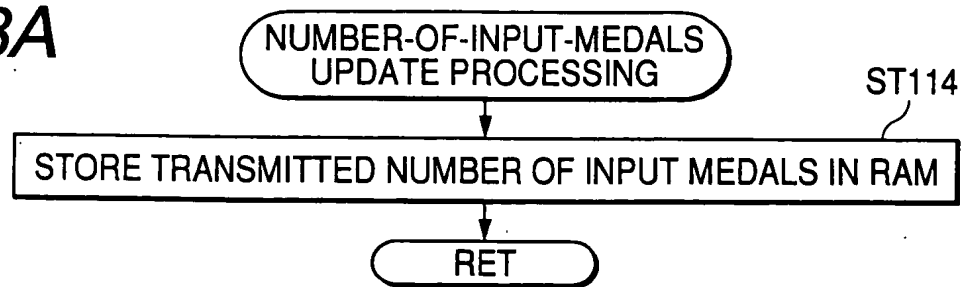 3A
NUMBER-OF-INPUT-MEDALS
UPDATE PROCESSING
ST114
STORE TRANSMITTED NUMBER OF INPUT MEDALS IN RAM
RET